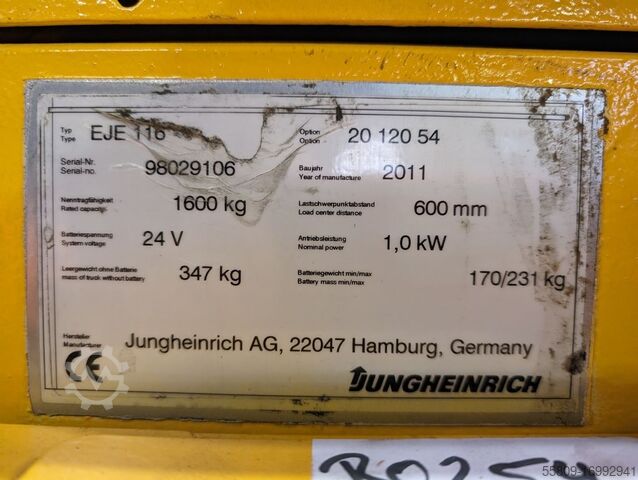 Typ
Type
EJE 116
Option
Option
20 120 54
Serial-Nr.
Serial-no.
98029106
Baujahr
Year of manufacture
2011
Nenntragfähigkeit
Rated capacity
1600 kg
Lastschwerpunktabstand
Load center distance
600 mm
Batteriespannung
System voltage
24 V
Antriebsleistung
Nominal power
1,0 kW
Leergewicht ohne Batterie
mass of truck without battery
347 kg
Batteriegewicht min/max
Battery mass min/max
170/231 kg
Hersteller
Manufacturer
Jungheinrich AG, 22047 Hamburg, Germany
CE
JUNGHEINRICH
55809-16992941